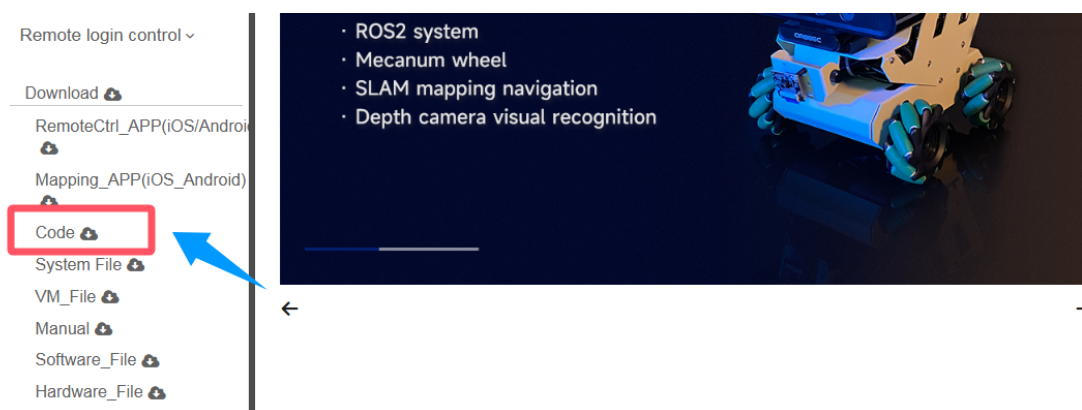 Remote login control
Download
RemoteCtrl_APP(iOS/Androi
Mapping_APP(iOS_Android)
Code
System File
VM_File
Manual
Software_File
Hardware_File
· ROS2 system
· Mecanum wheel
· SLAM mapping navigation
· Depth camera visual recognition